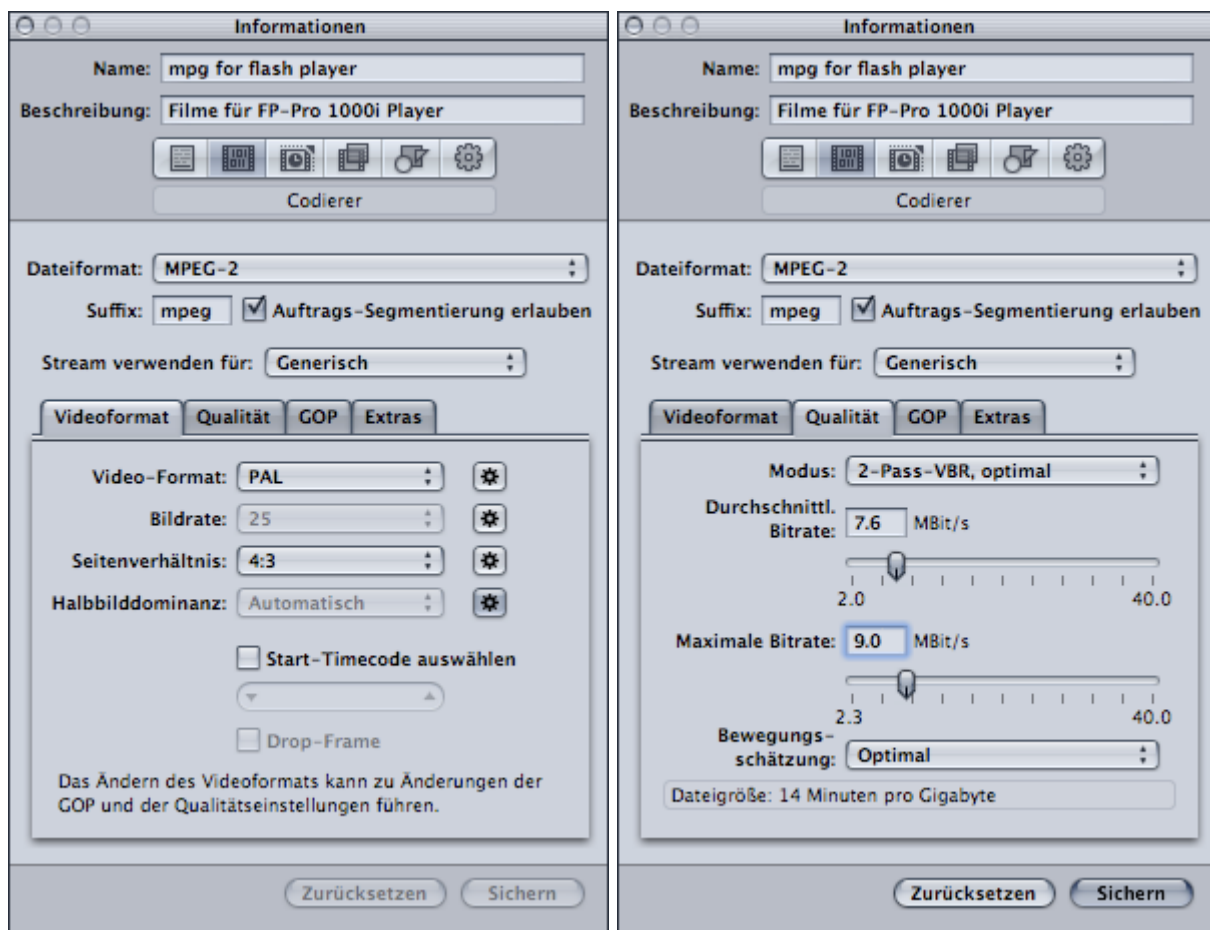 Informationen
Name: mpg for flash player
Beschreibung: Filme für FP-Pro 1000i Player
Codierer
Dateiformat: MPEG-2
Suffix: mpeg Auftrags-Segmentierung erlauben
Stream verwenden für: Generisch
Videoformat Qualität GOP Extras
Video-Format: PAL
Bildrate: 25
Seitenverhältnis: 4:3
Halbbilddominanz: Automatisch
Start-Timecode auswählen
Drop-Frame
Das Ändern des Videoformats kann zu Änderungen der
GOP und der Qualitätseinstellungen führen.
Zurücksetzen Sichern
Informationen
Name: mpg for flash player
Beschreibung: Filme für FP-Pro 1000i Player
Codierer
Dateiformat: MPEG-2
Suffix: mpeg Auftrags-Segmentierung erlauben
Stream verwenden für: Generisch
Videoformat Qualität GOP Extras
Modus: 2-Pass-VBR, optimal
Durchschnittl.
Bitrate: 7.6 MBit/s
2.0 40.0
Maximale Bitrate: 9.0 MBit/s
2.3 40.0
Bewegungs-
schätzung: Optimal
Dateigröße: 14 Minuten pro Gigabyte
Zurücksetzen Sichern